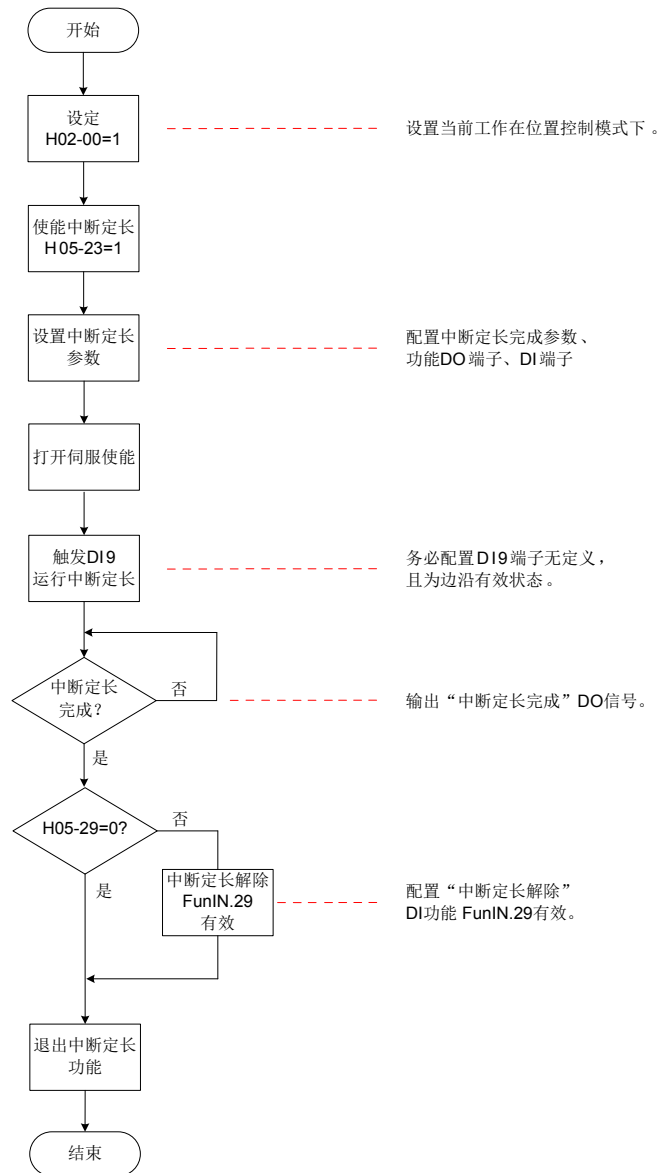 开始
设定
H02-00=1
设置当前工作在位置控制模式下。
使能中断定长
H05-23=1
设置中断定长
参数
配置中断定长完成参数、
功能DO端子、DI端子
打开伺服使能
触发DI9
运行中断定长
务必配置DI9端子无定义，
且为边沿有效状态。
中断定长
完成？
否
输出“中断定长完成”DO信号。
是
H05-29=0?
否
是
中断定长解除
FunIN.29
有效
配置“中断定长解除”
DI功能 FunIN.29有效。
退出中断定长
功能
结束